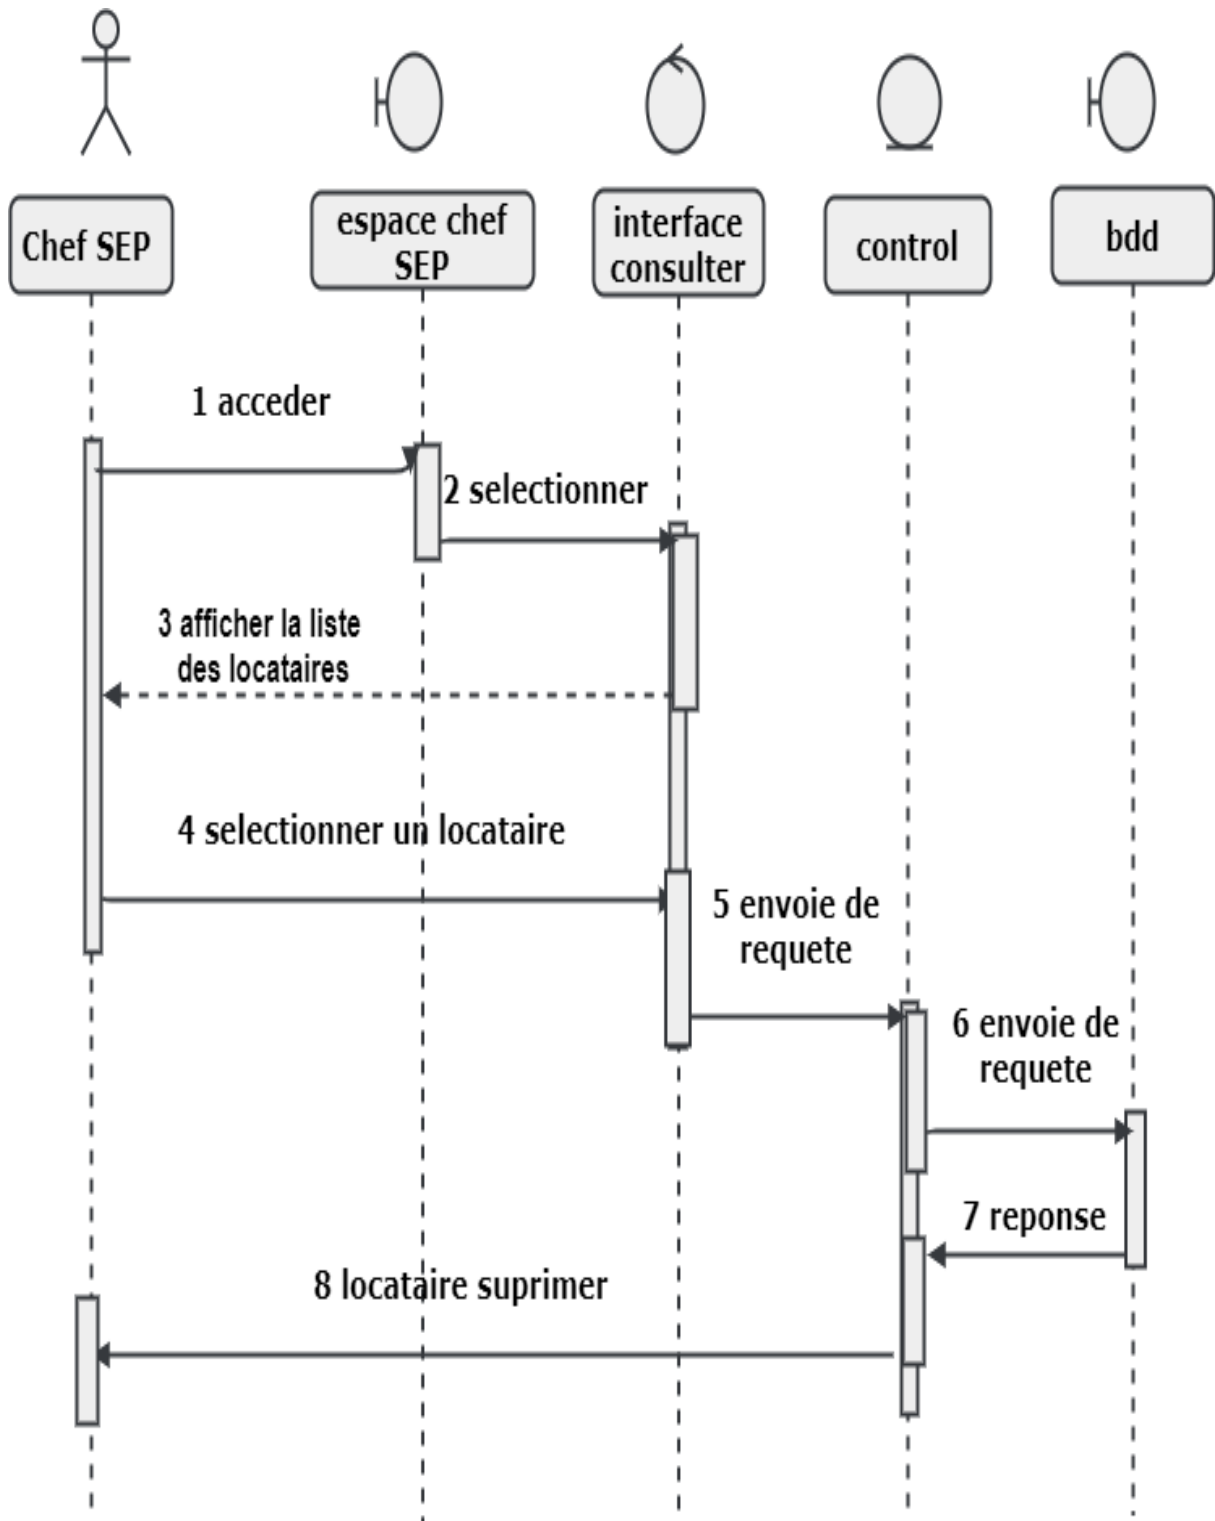 Chef SEP
espace chef
SEP
interface
consulter
control
bdd
1 acceder
2 selectionner
3 afficher la liste
des locataires
4 selectionner un locataire
5 envoie de
requete
6 envoie de
requete
7 reponse
8 locataire suprimer